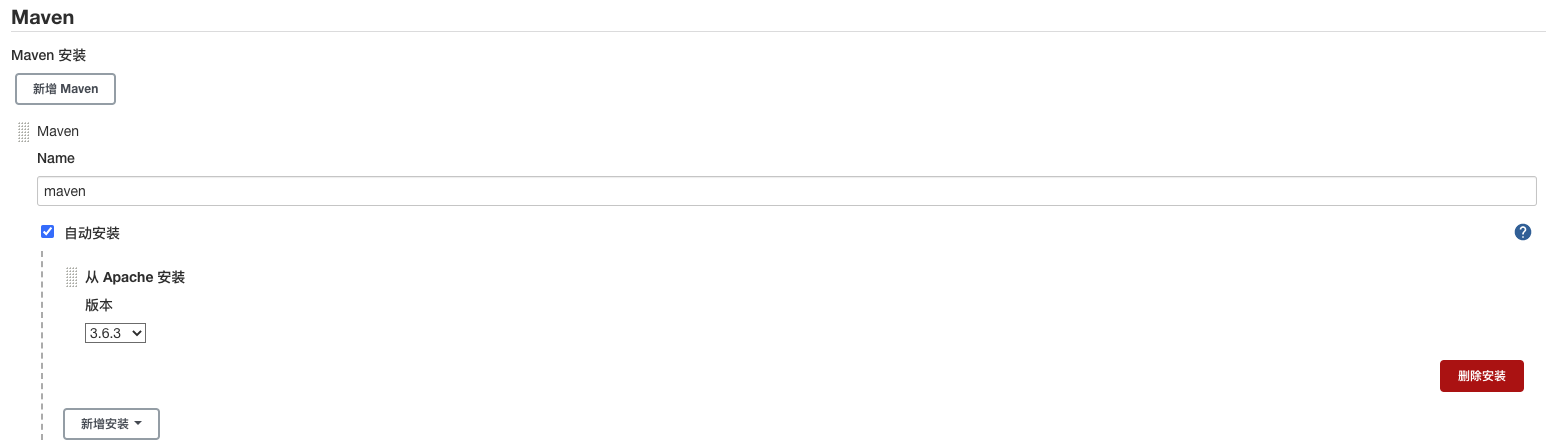 Maven
Maven 安装
新增 Maven
Maven
Name
maven
自动安装
?
从 Apache 安装
版本
3.6.3
删除安装
新增安装